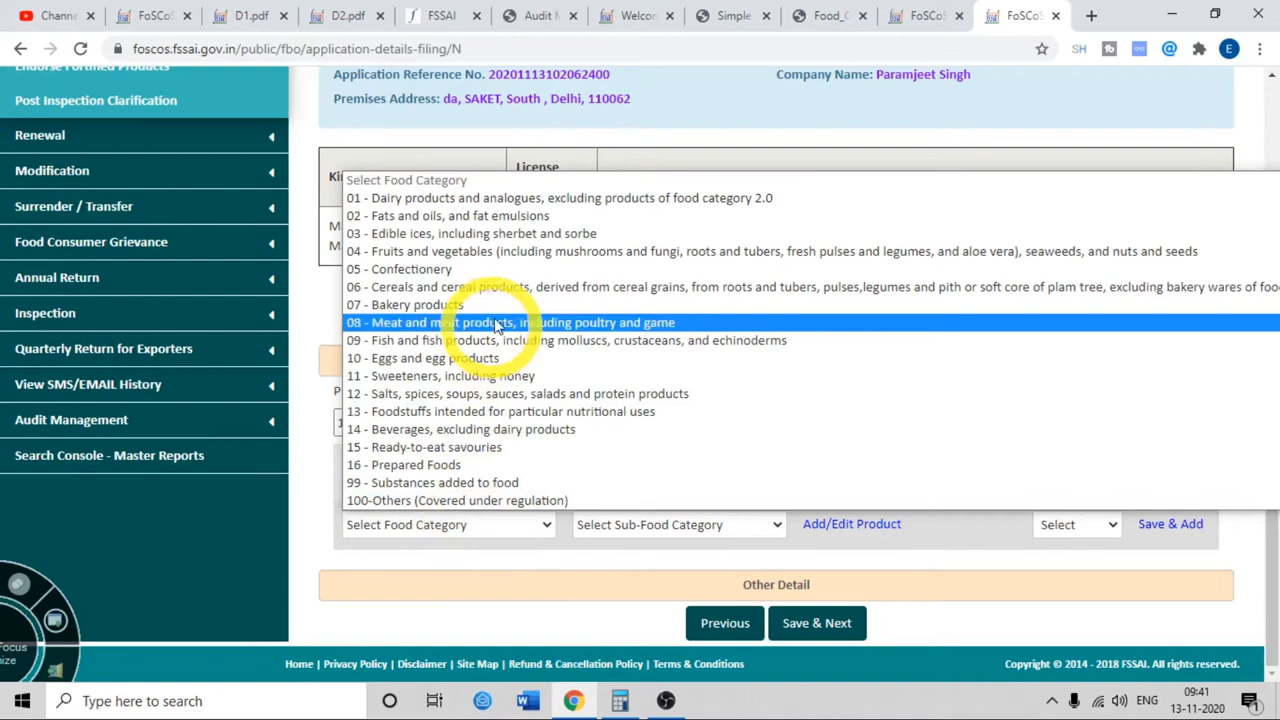 Channe
FoSCoS
D1.pdf
D2.pdf
FSSAI
Audit M
Welcom
Simple
Food_C
FoSCoS
FoSCoS
foscos.fssai.gov.in/public/fbo/application-details-filing/N
SH
E
Endorse Fortified Products
Post Inspection Clarification
Renewal
Modification
Surrender / Transfer
Food Consumer Grievance
Annual Return
Inspection
Quarterly Return for Exporters
View SMS/EMAIL History
Audit Management
Search Console - Master Reports
Application Reference No. 20201113102062400
Company Name: Paramjeet Singh
Premises Address: da, SAKET, South , Delhi, 110062
License
Select Food Category
01 - Dairy products and analogues, excluding products of food category 2.0
02 - Fats and oils, and fat emulsions
03 - Edible ices, including sherbet and sorbe
04 - Fruits and vegetables (including mushrooms and fungi, roots and tubers, fresh pulses and legumes, and aloe vera), seaweeds, and nuts and seeds
05 - Confectionery
06 - Cereals and cereal products, derived from cereal grains, from roots and tubers, pulses,legumes and pith or soft core of plam tree, excluding bakery wares of foo
07 - Bakery products
08 - Meat and meat products, including poultry and game
09 - Fish and fish products, including molluscs, crustaceans, and echinoderms
10 - Eggs and egg products
11 - Sweeteners, including honey
12 - Salts, spices, soups, sauces, salads and protein products
13 - Foodstuffs intended for particular nutritional uses
14 - Beverages, excluding dairy products
15 - Ready-to-eat savouries
16 - Prepared Foods
99 - Substances added to food
100-Others (Covered under regulation)
Select Food Category
Select Sub-Food Category
Add/Edit Product
Select
Save & Add
Other Detail
Previous
Save & Next
Focus
Home | Privacy Policy | Disclaimer | Site Map | Refund & Cancellation Policy | Terms & Conditions
Copyright © 2014 - 2018 FSSAI. All rights reserved.
Type here to search
ENG
09:41
13-11-2020